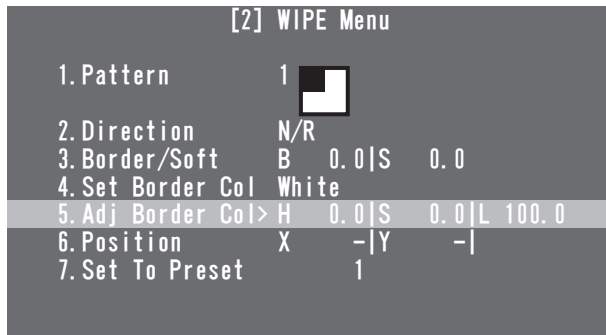 [2] WIPE Menu
1.Pattern 1
2.Direction N/R
3.Border/Soft B 0.0|S 0.0
4.Set Border Col White
5.Adj Border Col> H 0.0|S 0.0|L 100.0
6.Position X -|Y -|
7.Set To Preset 1